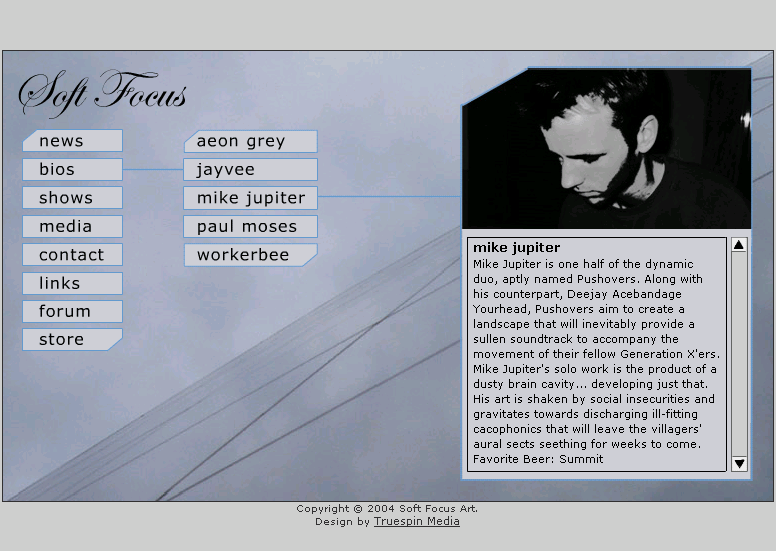 Soft Focus
news
bios
shows
media
contact
links
forum
store
aeon grey
jayvee
mike jupiter
paul moses
workerbee
mike jupiter
Mike Jupiter is one half of the dynamic
duo, aptly named Pushovers. Along with
his counterpart, Deejay Acebandage
Yourhead, Pushovers aim to create a
landscape that will inevitably provide a
sullen soundtrack to accompany the
movement of their fellow Generation X'ers.
Mike Jupiter's solo work is the product of a
dusty brain cavity... developing just that.
His art is shaken by social insecurities and
gravitates towards discharging ill-fitting
cacophonics that will leave the villagers'
aural sects seething for weeks to come.
Favorite Beer: Summit
Copyright © 2004 Soft Focus Art.
Design by Truespin Media